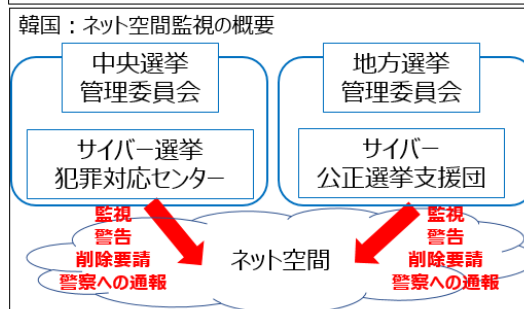 韓国：ネット空間監視の概要
中央選挙
管理委員会
地方選挙
管理委員会
サイバー選挙
犯罪対応センター
サイバー
公正選挙支援団
監視
警告
削除要請
警察への通報
ネット空間
監視
警告
削除要請
警察への通報